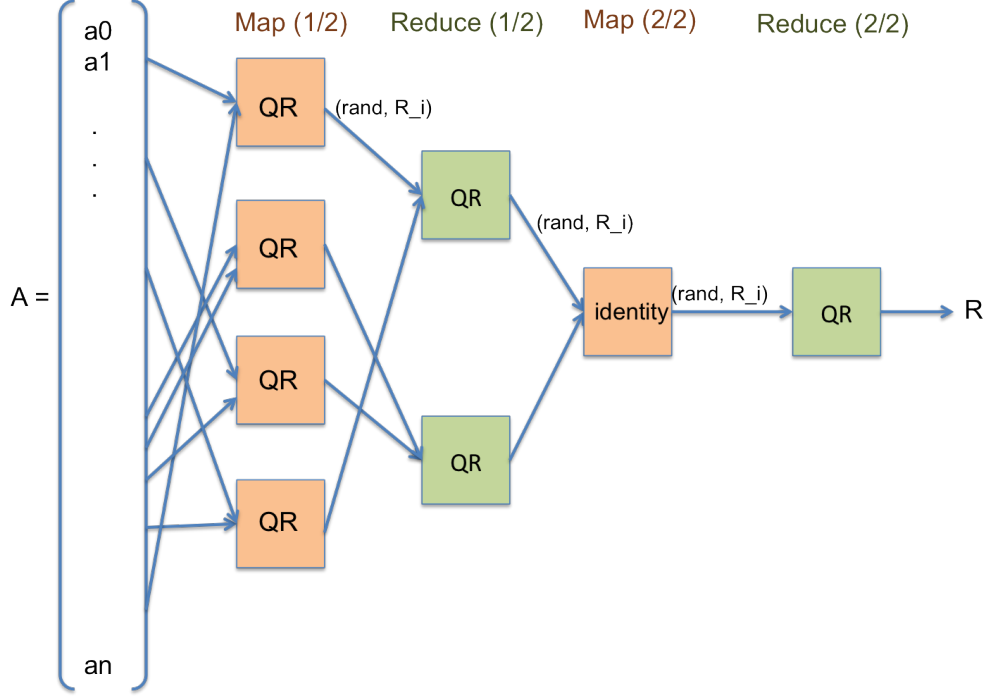 Map (1/2)
Reduce (1/2)
Map (2/2)
Reduce (2/2)
a0
a1
.
.
.
A =
an
QR
QR
QR
QR
(rand, R_i)
QR
QR
(rand, R_i)
identity
(rand, R_i)
QR
R